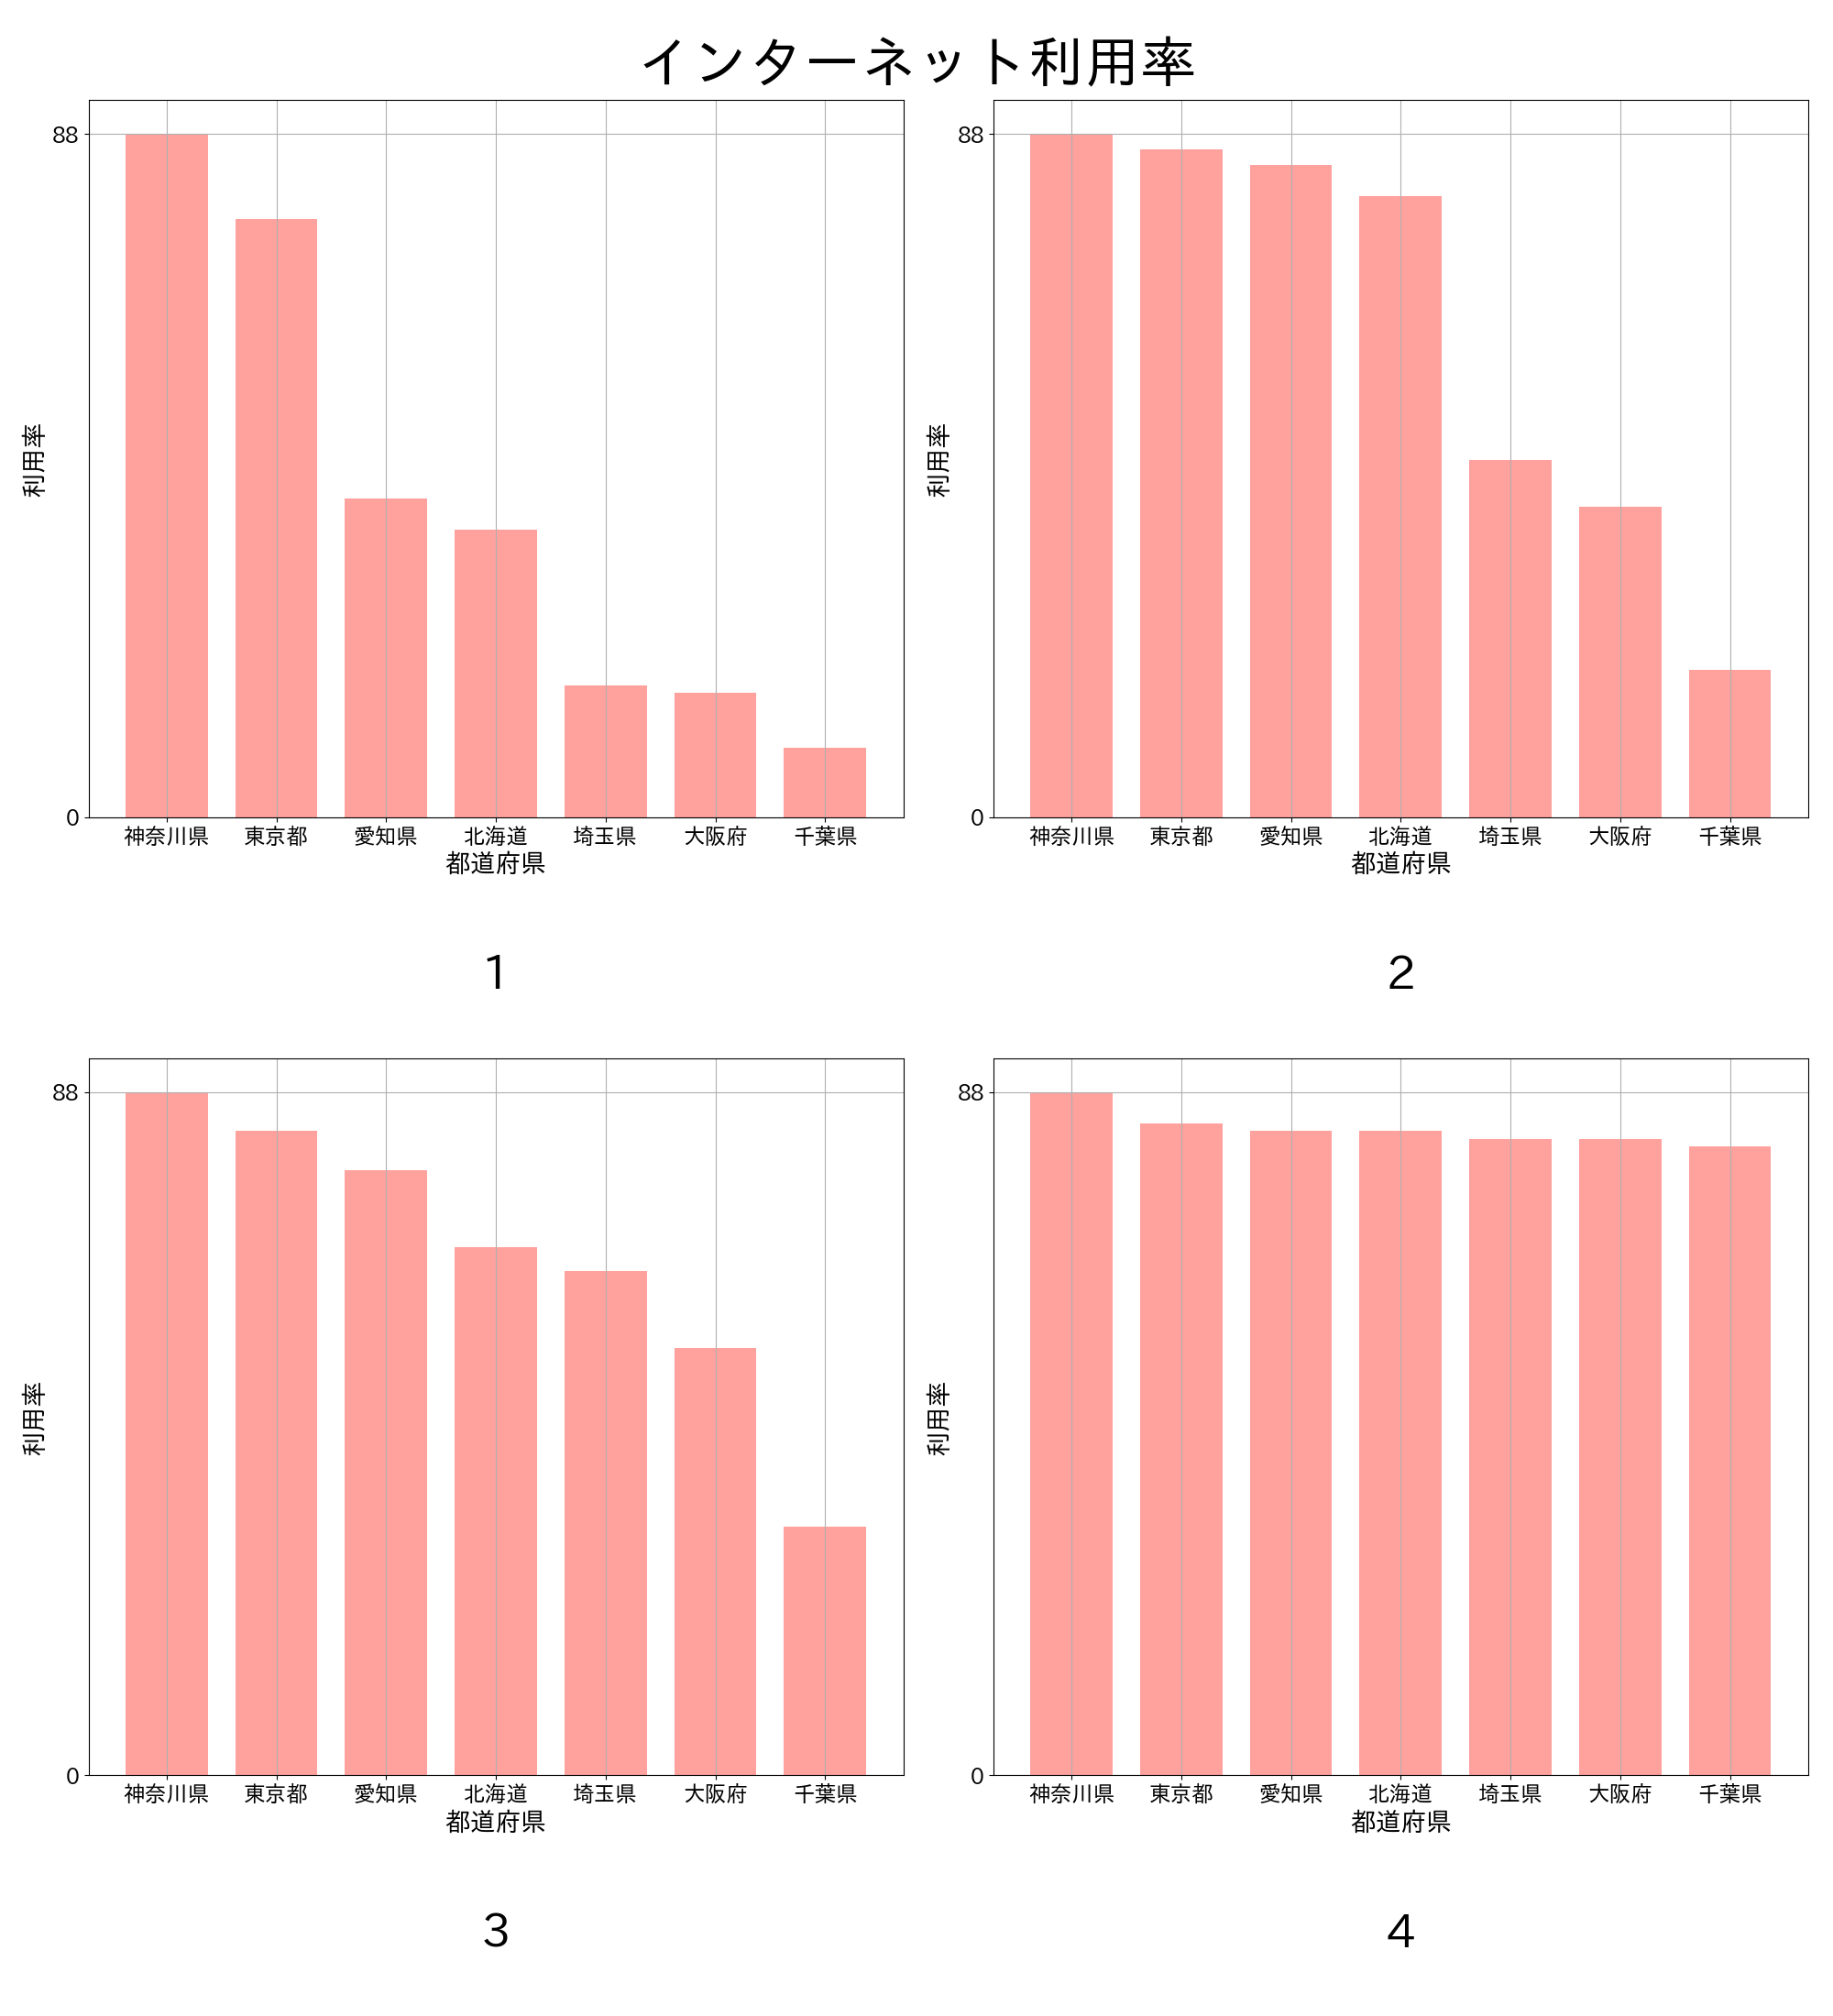 インターネット利用率
88
0
利用率
神奈川県 東京都 愛知県 北海道 埼玉県 大阪府 千葉県
都道府県
1
88
0
利用率
神奈川県 東京都 愛知県 北海道 埼玉県 大阪府 千葉県
都道府県
2
88
0
利用率
神奈川県 東京都 愛知県 北海道 埼玉県 大阪府 千葉県
都道府県
3
88
0
利用率
神奈川県 東京都 愛知県 北海道 埼玉県 大阪府 千葉県
都道府県
4